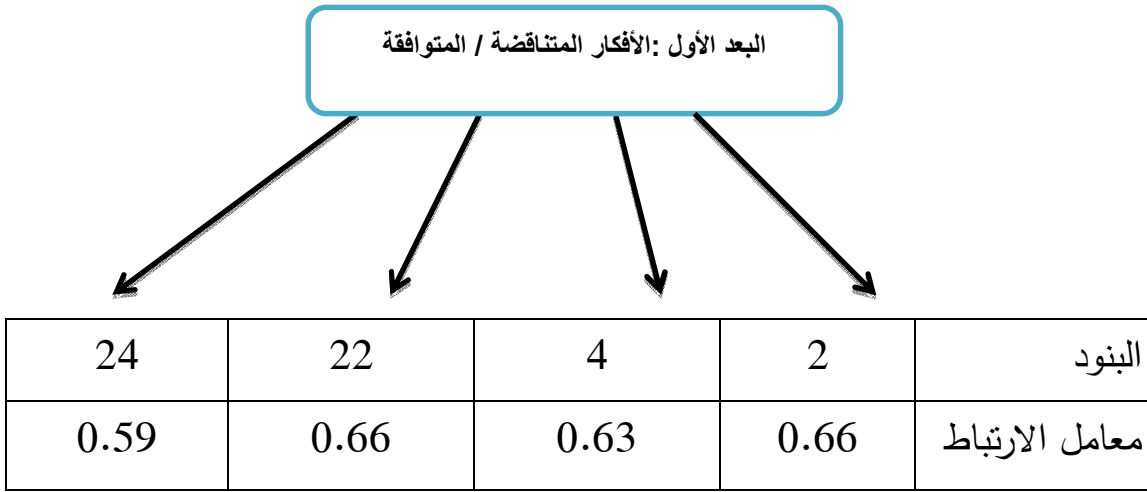 البعد الأول :الأفكار المتناقضة / المتوافقة
البنود 2 4 22 24
معامل الارتباط 0.66 0.63 0.66 0.59